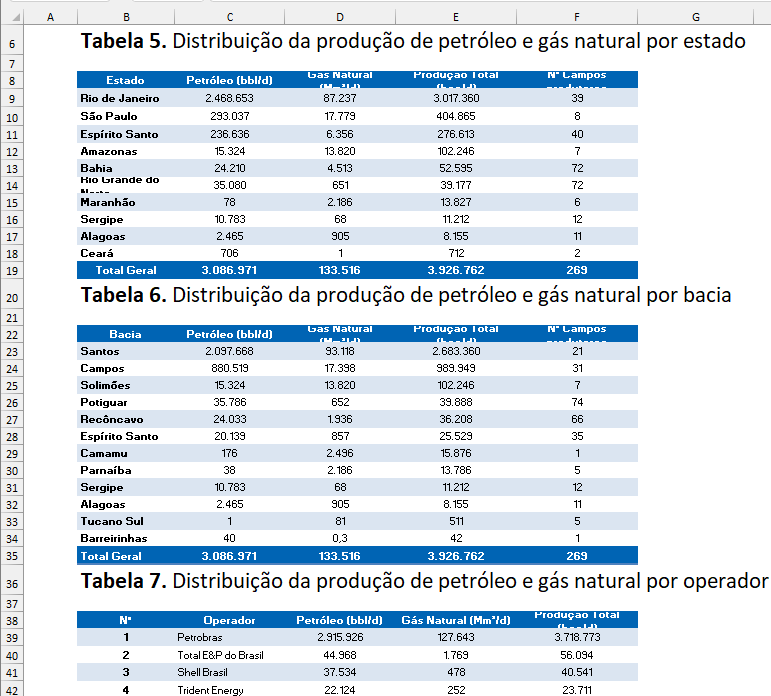 A B C D E F G
6 Tabela 5. Distribuição da produção de petróleo e gás natural por estado
7
8 Estado Petróleo (bbl/d) Gás Natural (Mm³/d) Produção Total (boe/d) Nº Campos produtores
9 Rio de Janeiro 2.468.653 87.237 3.017.360 39
10 São Paulo 293.037 17.779 404.865 8
11 Espírito Santo 236.636 6.356 276.613 40
12 Amazonas 15.324 13.820 102.246 7
13 Bahia 24.210 4.513 52.595 72
14 Rio Grande do Norte 35.080 651 39.177 72
15 Maranhão 78 2.186 13.827 6
16 Sergipe 10.783 68 11.212 12
17 Alagoas 2.465 905 8.155 11
18 Ceará 706 1 712 2
19 Total Geral 3.086.971 133.516 3.926.762 269
20 Tabela 6. Distribuição da produção de petróleo e gás natural por bacia
21
22 Bacia Petróleo (bbl/d) Gás Natural (Mm³/d) Produção Total (boe/d) Nº Campos produtores
23 Santos 2.097.668 93.118 2.683.360 21
24 Campos 880.519 17.398 989.949 31
25 Solimões 15.324 13.820 102.246 7
26 Potiguar 35.786 652 39.888 74
27 Recôncavo 24.033 1.936 36.208 66
28 Espírito Santo 20.139 857 25.529 35
29 Camamu 176 2.496 15.876 1
30 Parnaíba 38 2.186 13.786 5
31 Sergipe 10.783 68 11.212 12
32 Alagoas 2.465 905 8.155 11
33 Tucano Sul 1 81 511 5
34 Barreirinhas 40 0,3 42 1
35 Total Geral 3.086.971 133.516 3.926.762 269
36 Tabela 7. Distribuição da produção de petróleo e gás natural por operador
37
38 Nº Operador Petróleo (bbl/d) Gás Natural (Mm³/d) Produção Total (boe/d)
39 1 Petrobras 2.915.926 127.643 3.718.773
40 2 Total E&P do Brasil 44.968 1.769 56.094
41 3 Shell Brasil 37.534 478 40.541
42 4 Trident Energy 22.124 252 23.711